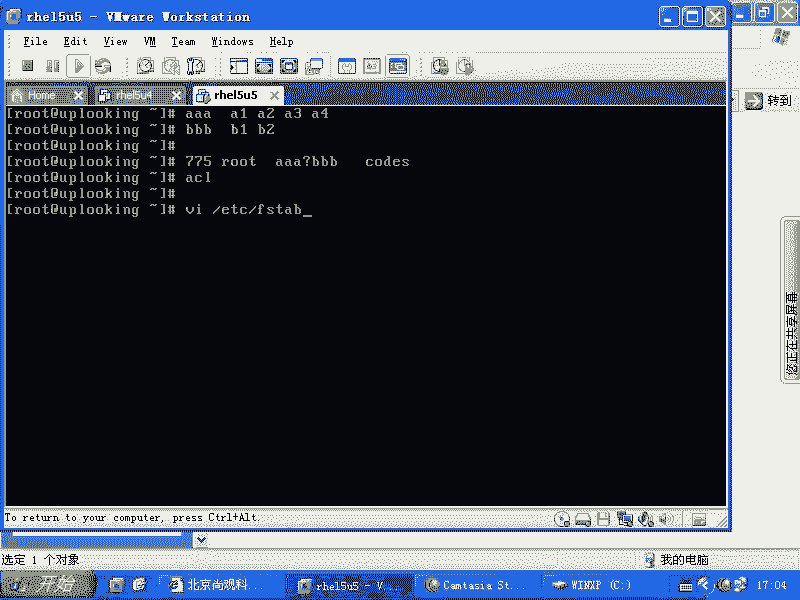 rhel5u5 - VMware Workstation
File Edit View VM Team Windows Help
Home rhel5u4 rhel5u5
转到
[root@uplooking ~]# aaa a1 a2 a3 a4
[root@uplooking ~]# bbb b1 b2
[root@uplooking ~]#
[root@uplooking ~]# 775 root aaa?bbb codes
[root@uplooking ~]# acl
[root@uplooking ~]#
[root@uplooking ~]# vi /etc/fstab_
您正在共享屏幕
To return to your computer, press Ctrl+Alt.
选定 1 个对象
我的电脑
开始 北京尚观科... rhel5u5 - V... Camtasia St... WINXP (C:) 17:04